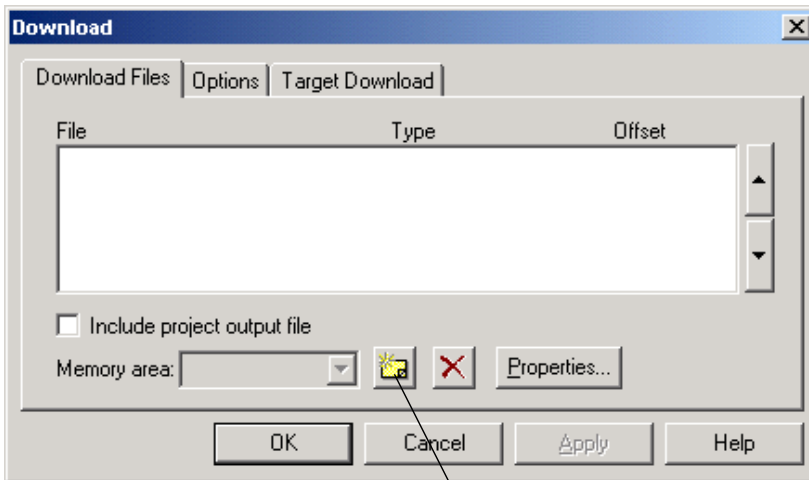 Download
Download Files Options Target Download
File Type Offset
Include project output file
Memory area: Properties...
OK Cancel Apply Help